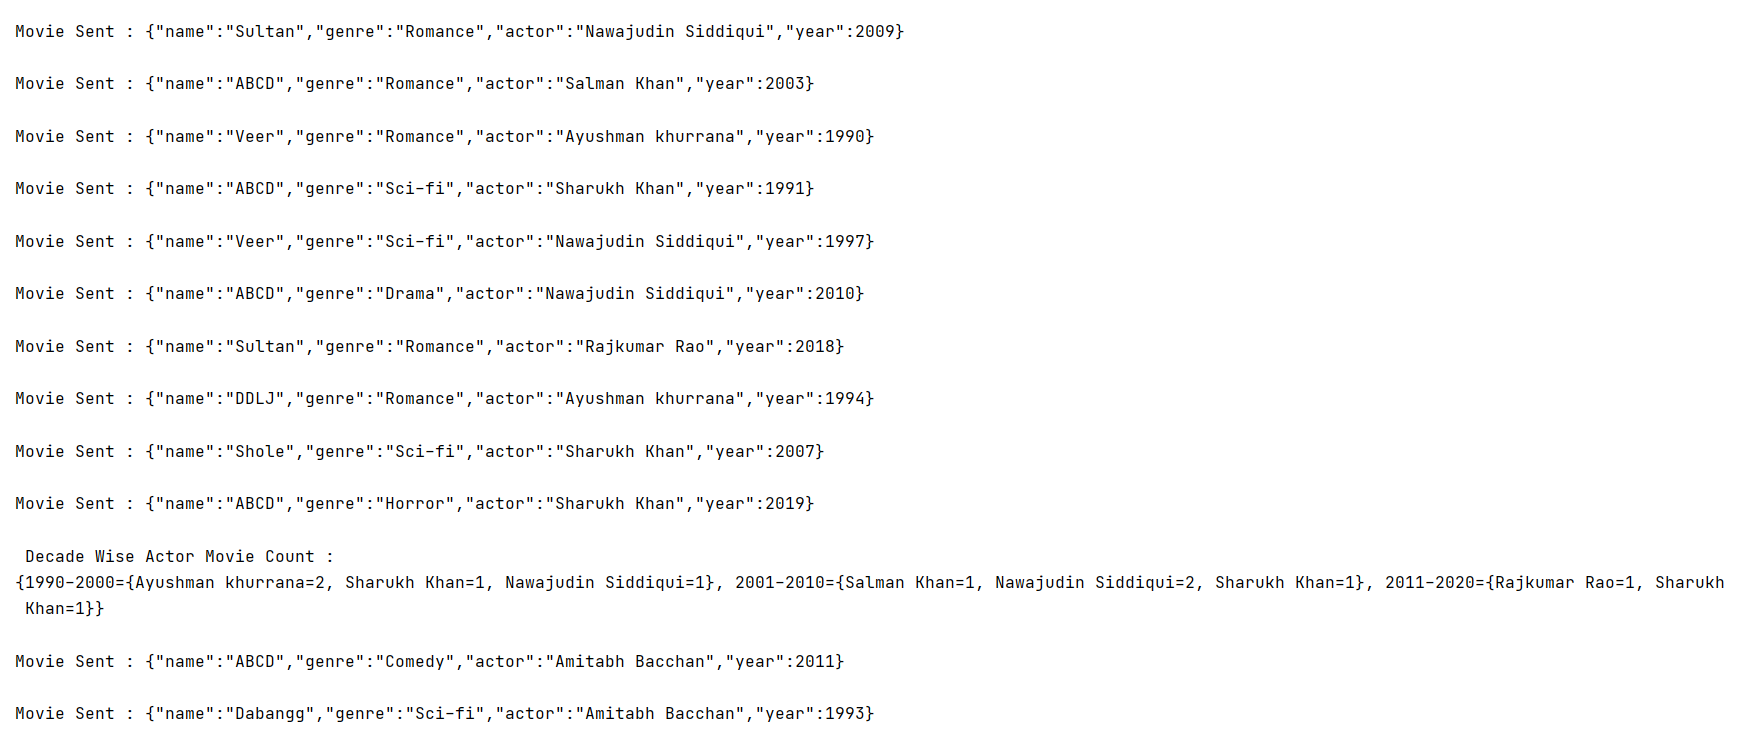 Movie Sent : {"name":"Sultan","genre":"Romance","actor":"Nawajudin Siddiqui","year":2009}
Movie Sent : {"name":"ABCD","genre":"Romance","actor":"Salman Khan","year":2003}
Movie Sent : {"name":"Veer","genre":"Romance","actor":"Ayushman khurrana","year":1990}
Movie Sent : {"name":"ABCD","genre":"Sci-fi","actor":"Sharukh Khan","year":1991}
Movie Sent : {"name":"Veer","genre":"Sci-fi","actor":"Nawajudin Siddiqui","year":1997}
Movie Sent : {"name":"ABCD","genre":"Drama","actor":"Nawajudin Siddiqui","year":2010}
Movie Sent : {"name":"Sultan","genre":"Romance","actor":"Rajkumar Rao","year":2018}
Movie Sent : {"name":"DDLJ","genre":"Romance","actor":"Ayushman khurrana","year":1994}
Movie Sent : {"name":"Shole","genre":"Sci-fi","actor":"Sharukh Khan","year":2007}
Movie Sent : {"name":"ABCD","genre":"Horror","actor":"Sharukh Khan","year":2019}
Decade Wise Actor Movie Count :
{1990-2000={Ayushman khurrana=2, Sharukh Khan=1, Nawajudin Siddiqui=1}, 2001-2010={Salman Khan=1, Nawajudin Siddiqui=2, Sharukh Khan=1}, 2011-2020={Rajkumar Rao=1, Sharukh
Khan=1}}
Movie Sent : {"name":"ABCD","genre":"Comedy","actor":"Amitabh Bacchan","year":2011}
Movie Sent : {"name":"Dabangg","genre":"Sci-fi","actor":"Amitabh Bacchan","year":1993}